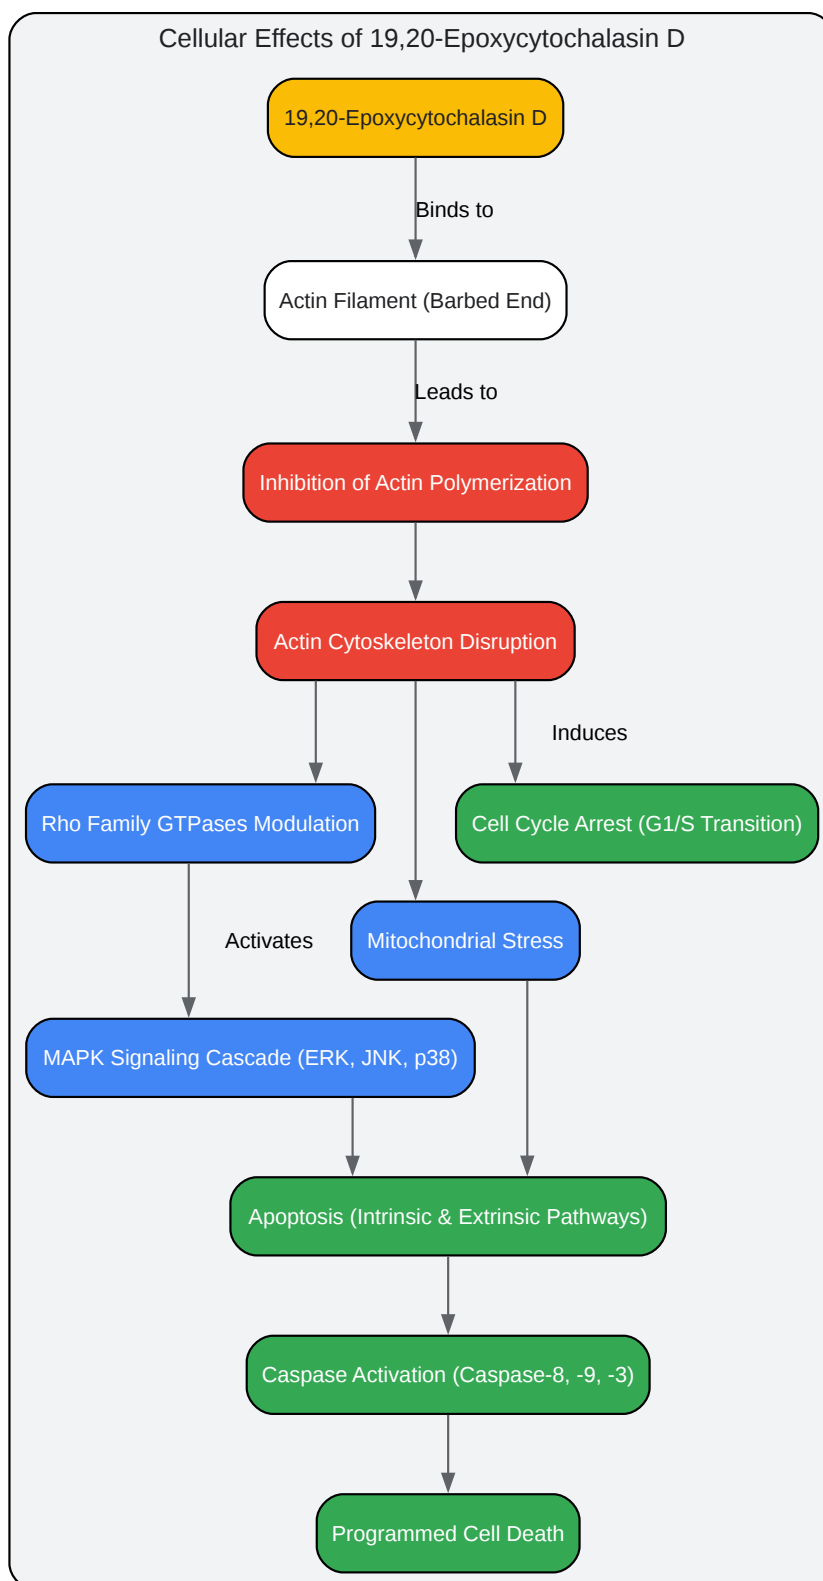 Cellular Effects of 19,20-Epoxycytochalasin D
19,20-Epoxycytochalasin D
Binds to
Actin Filament (Barbed End)
Leads to
Inhibition of Actin Polymerization
Actin Cytoskeleton Disruption
Induces
Rho Family GTPases Modulation
Cell Cycle Arrest (G1/S Transition)
Activates
Mitochondrial Stress
MAPK Signaling Cascade (ERK, JNK, p38)
Apoptosis (Intrinsic & Extrinsic Pathways)
Caspase Activation (Caspase-8, -9, -3)
Programmed Cell Death